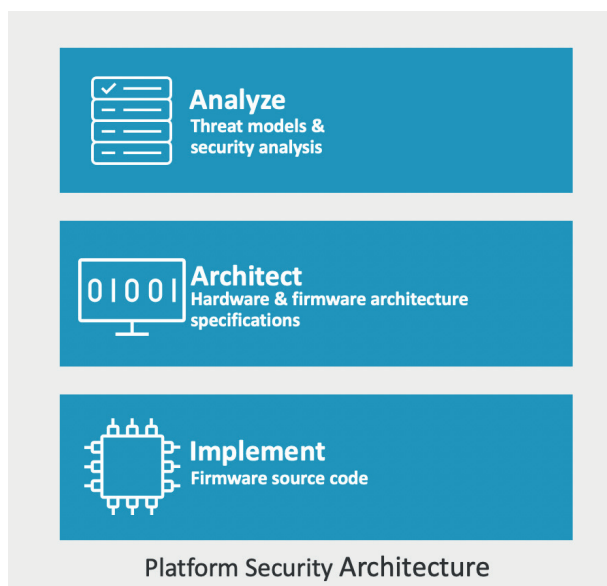 Analyze
Threat models &
security analysis
01001
Architect
Hardware & firmware architecture
specifications
Implement
Firmware source code
Platform Security Architecture